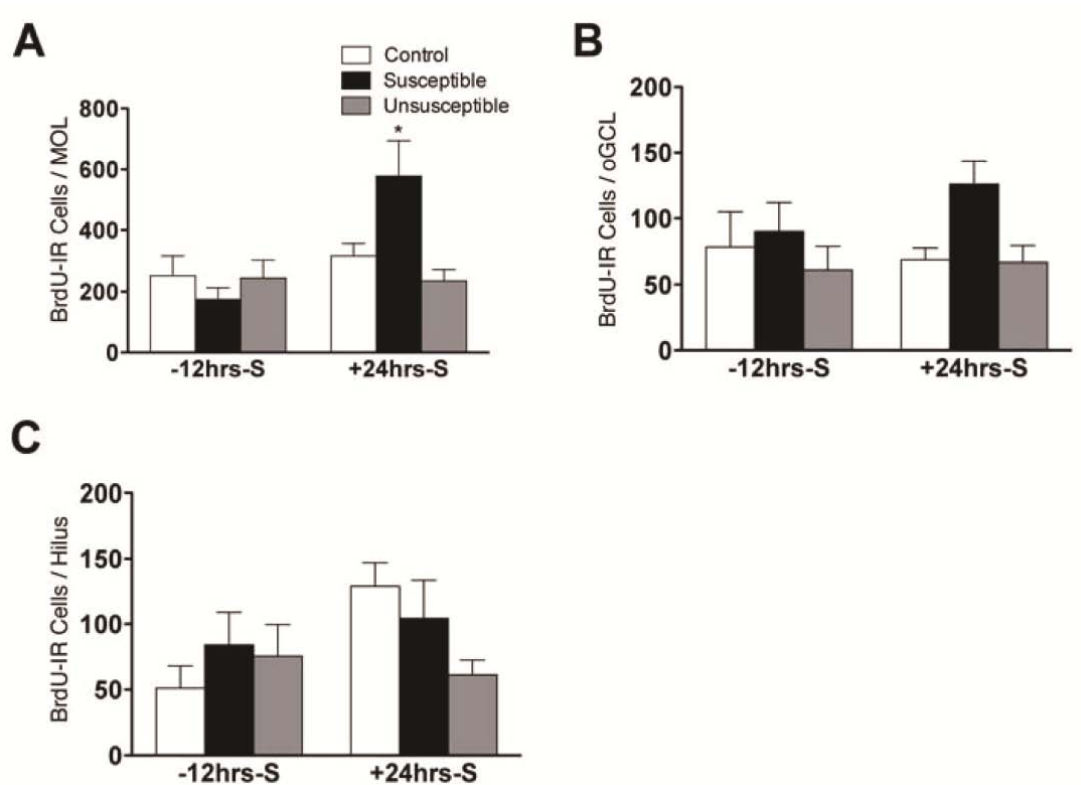 A
Control
Susceptible
Unsusceptible
BrdU-IR Cells / MOL
800
600
400
200
0
*
-12hrs-S +24hrs-S
B
BrdU-IR Cells / oGCL
200
150
100
50
0
-12hrs-S +24hrs-S
C
BrdU-IR Cells / Hilus
200
150
100
50
0
-12hrs-S +24hrs-S